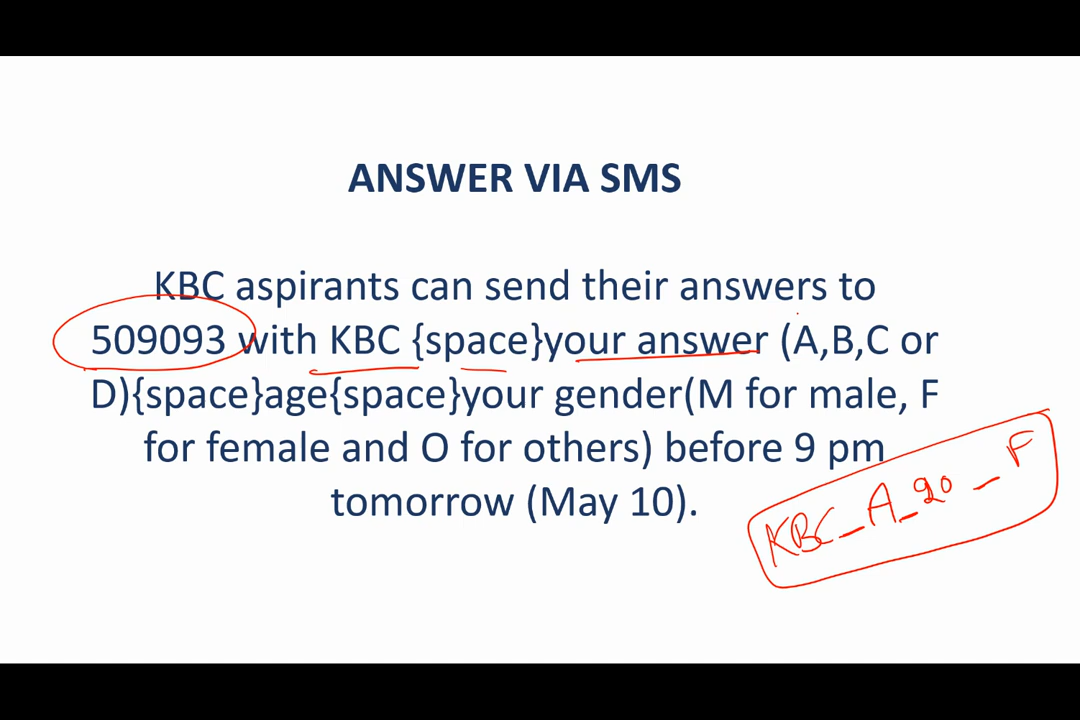 ANSWER VIA SMS
KBC aspirants can send their answers to
509093 with KBC {space}your answer (A,B,C or
D){space}age{space}your gender(M for male, F
for female and O for others) before 9 pm
tomorrow (May 10).
KBC_A_20_F